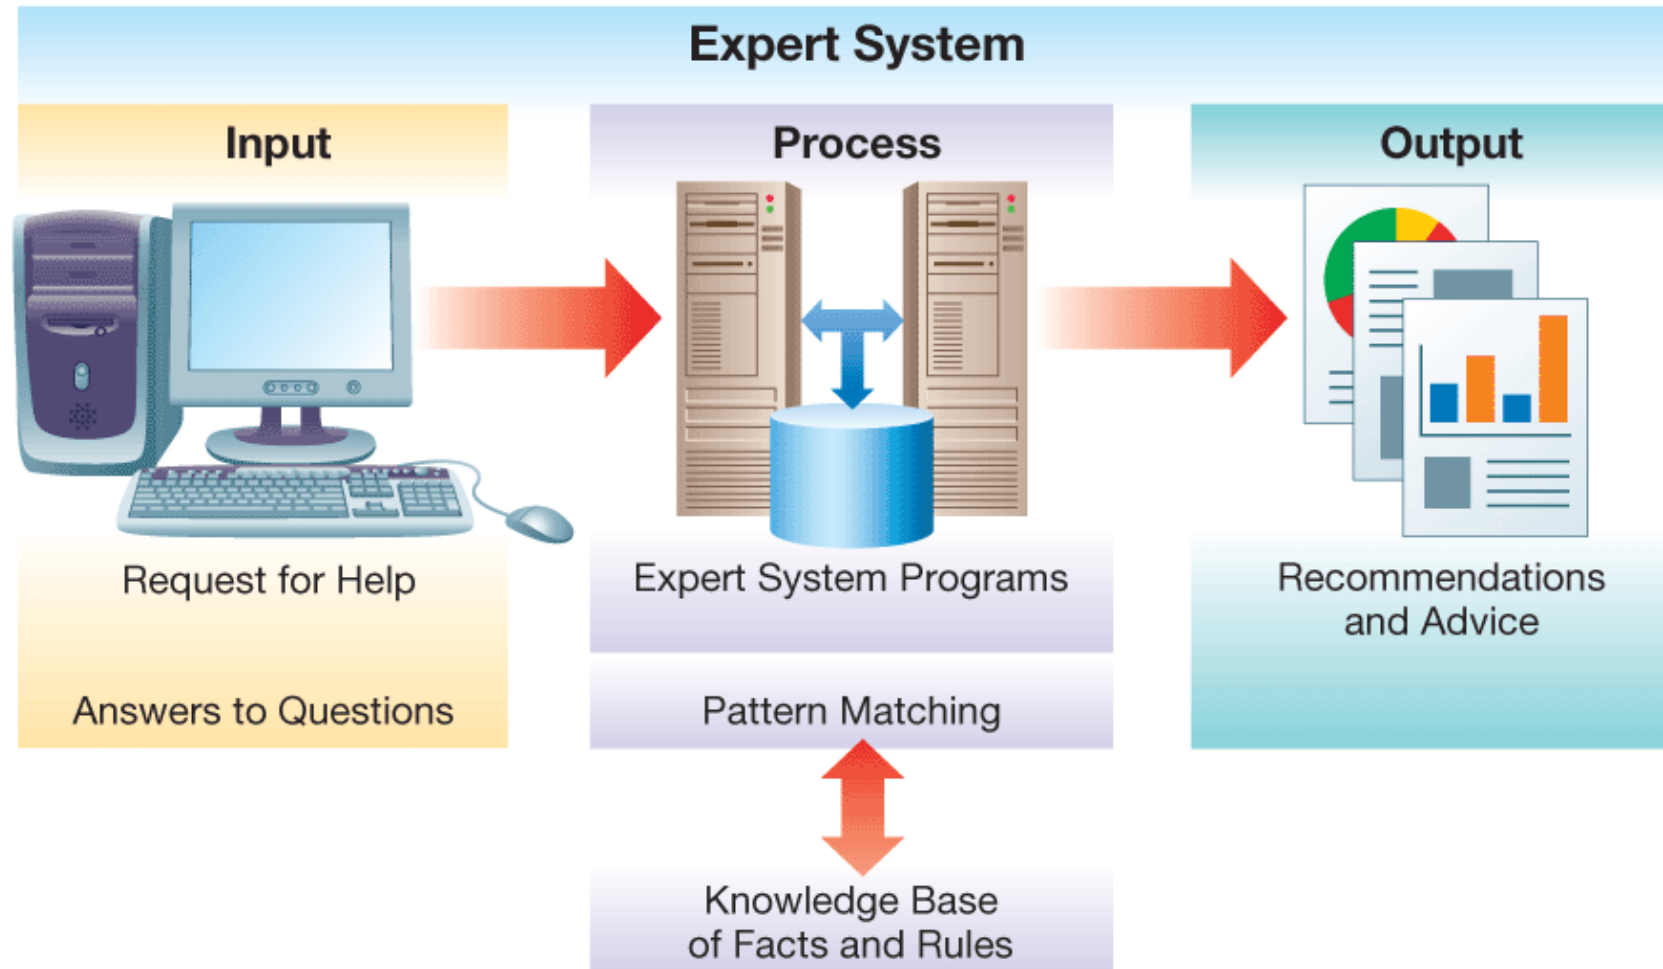 Expert System
Input
Process
Output
Request for Help
Answers to Questions
Expert System Programs
Pattern Matching
Knowledge Base
of Facts and Rules
Recommendations
and Advice